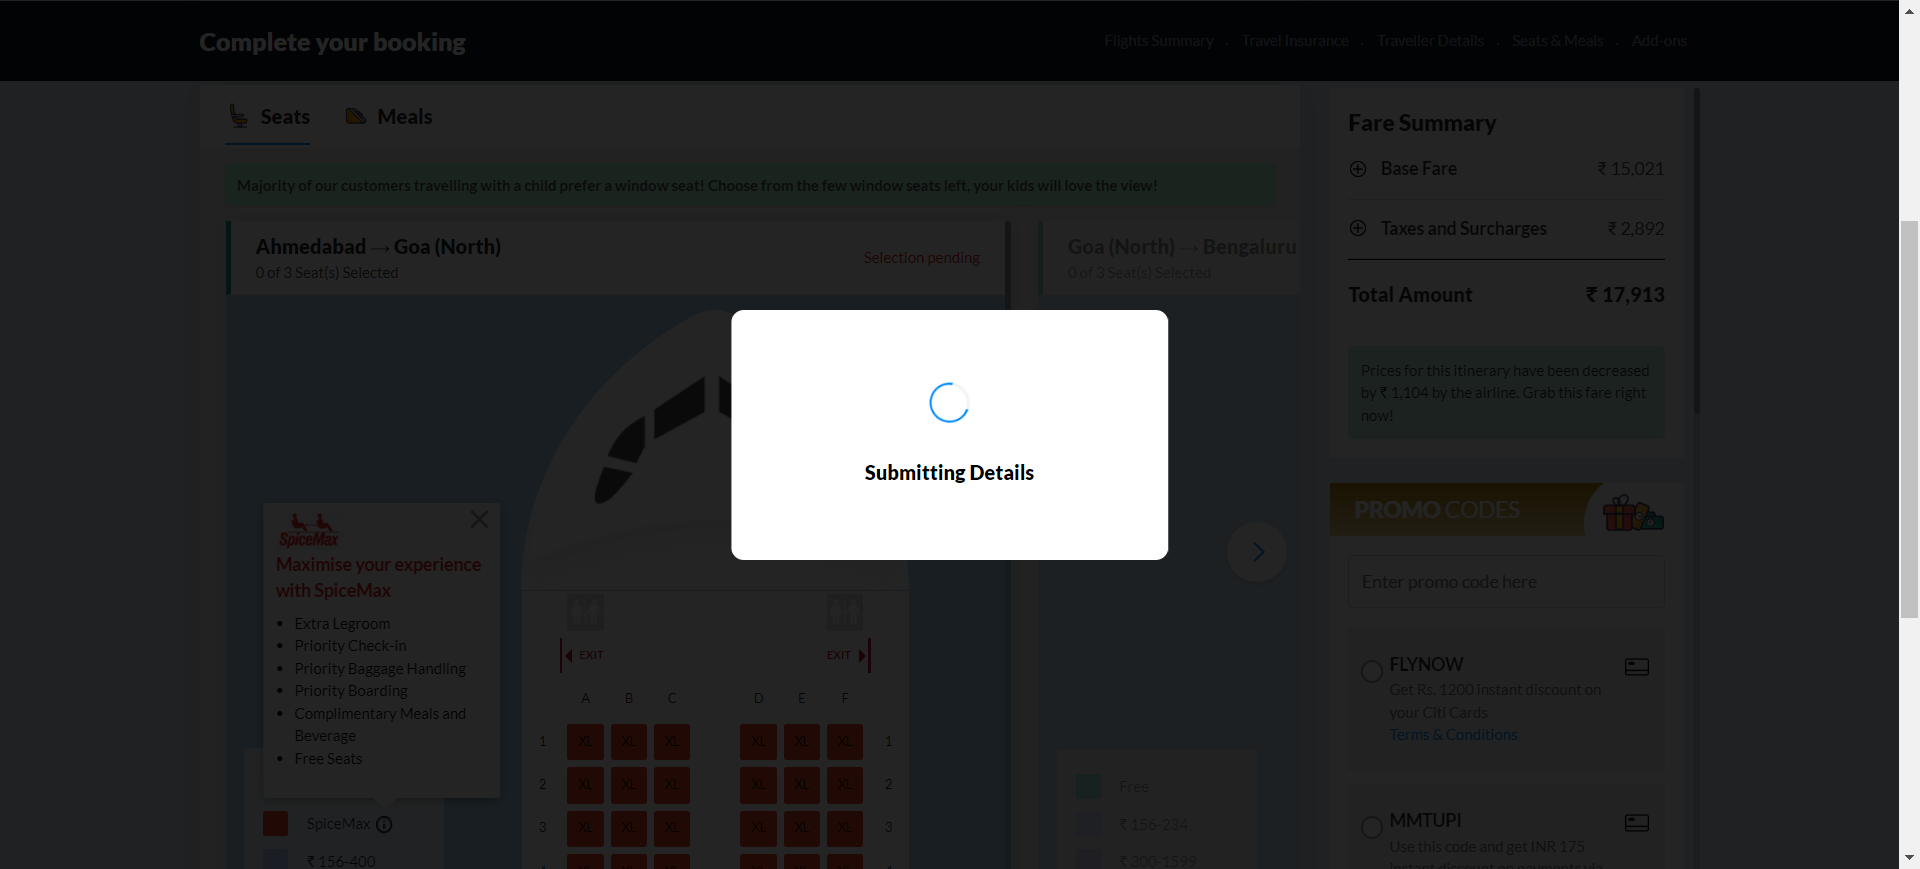 Complete your booking
Flights Summary · Travel Insurance · Traveller Details · Seats & Meals · Add-ons
Seats Meals
Majority of our customers travelling with a child prefer a window seat! Choose from the few window seats left, your kids will love the view!
Ahmedabad → Goa (North)
0 of 3 Seat(s) Selected
Selection pending
Goa (North) → Bengaluru
0 of 3 Seat(s) Selected
Submitting Details
SpiceMax
Maximise your experience
with SpiceMax
• Extra Legroom
• Priority Check-in
• Priority Baggage Handling
• Priority Boarding
• Complimentary Meals and
Beverage
• Free Seats
SpiceMax
₹ 156-400
EXIT EXIT
A B C D E F
1 XL XL XL XL XL XL 1
2 XL XL XL XL XL XL 2
3 XL XL XL XL XL XL 3
Free
₹ 156-234
₹ 300-1599
Fare Summary
Base Fare ₹ 15,021
Taxes and Surcharges ₹ 2,892
Total Amount ₹ 17,913
Prices for this itinerary have been decreased
by ₹ 1,104 by the airline. Grab this fare right
now!
PROMO CODES
Enter promo code here
FLYNOW
Get Rs. 1200 instant discount on
your Citi Cards
Terms & Conditions
MMTUPI
Use this code and get INR 175
instant discount on payments via